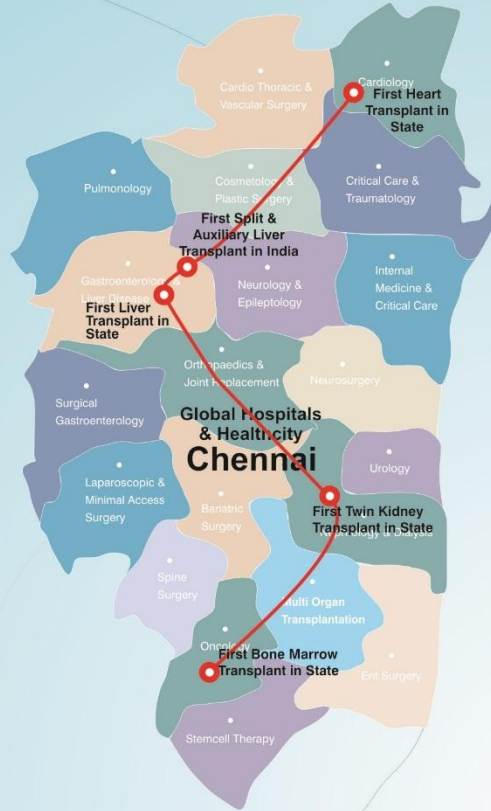 Cardiology
First Heart
Transplant in
State
Cardio Thoracic &
Vascular Surgery
Pulmonology
Cosmetology &
Plastic Surgery
Critical Care &
Traumatology
First Split &
Auxiliary Liver
Transplant in India
Gastroenterology &
Liver Disease
First Liver
Transplant in
State
Neurology &
Epileptology
Internal
Medicine &
Critical Care
Orthopaedics &
Joint Replacement
Neurosurgery
Surgical
Gastroenterology
Global Hospitals
& Healthcity
Chennai
Urology
Laparoscopic &
Minimal Access
Surgery
Bariatric
Surgery
First Twin Kidney
Transplant in State
Nephrology & Dialysis
Spine
Surgery
Multi Organ
Transplantation
Oncology
First Bone Marrow
Transplant in State
Ent Surgery
Stemcell Therapy